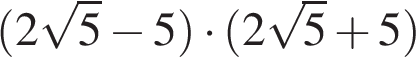 (2√5 − 5) · (2√5 + 5)